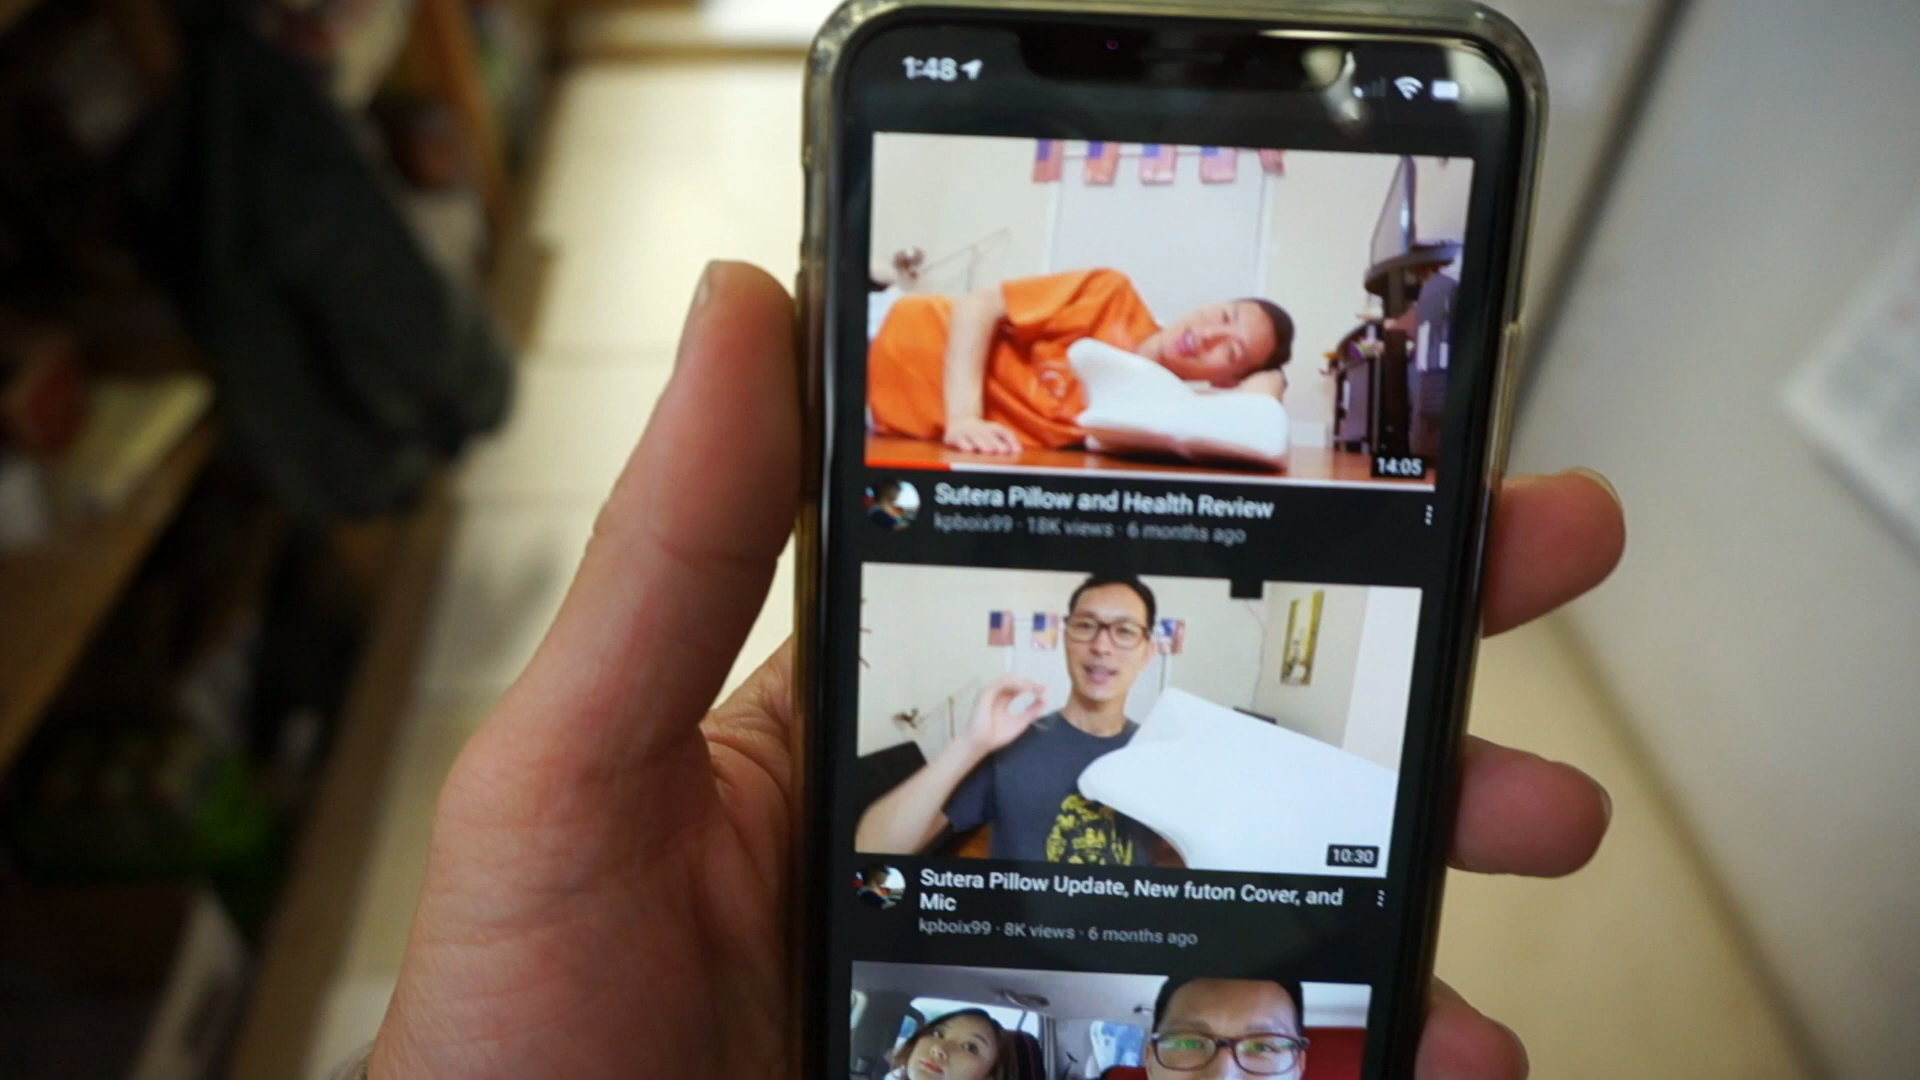 1:48
14:05
Sutera Pillow and Health Review
kpboix99 · 18K views · 6 months ago
10:30
Sutera Pillow Update, New futon Cover, and
Mic
kpboix99 · 8K views · 6 months ago